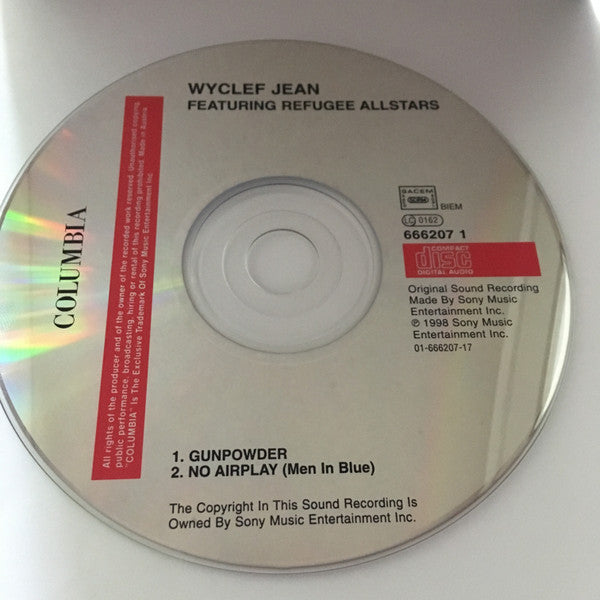 WYCLEF JEAN
FEATURING REFUGEE ALLSTARS
COLUMBIA
All rights of the producer and of the owner of the recorded work reserved. Unauthorised copying,
public performance, broadcasting, hiring or rental of this recording prohibited. Made in Austria
"COLUMBIA" Is The Exclusive Trademark Of Sony Music Entertainment Inc.
SACEM
BIEM
LC 0162
666207 1
COMPACT
disc
DIGITAL AUDIO
Original Sound Recording
Made By Sony Music
Entertainment Inc.
℗ 1998 Sony Music
Entertainment Inc.
01-666207-17
1. GUNPOWDER
2. NO AIRPLAY (Men In Blue)
The Copyright In This Sound Recording Is
Owned By Sony Music Entertainment Inc.